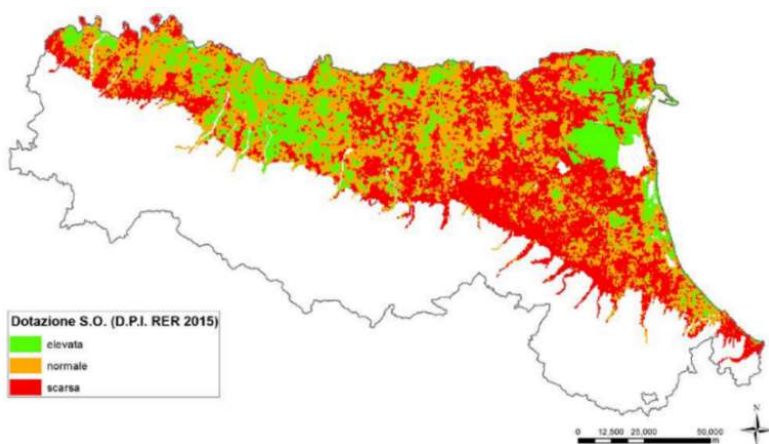 Dotazione S.O. (D.P.I. RER 2015)
elevata
normale
scarsa
N
0 12.500 25.000 50.000
m